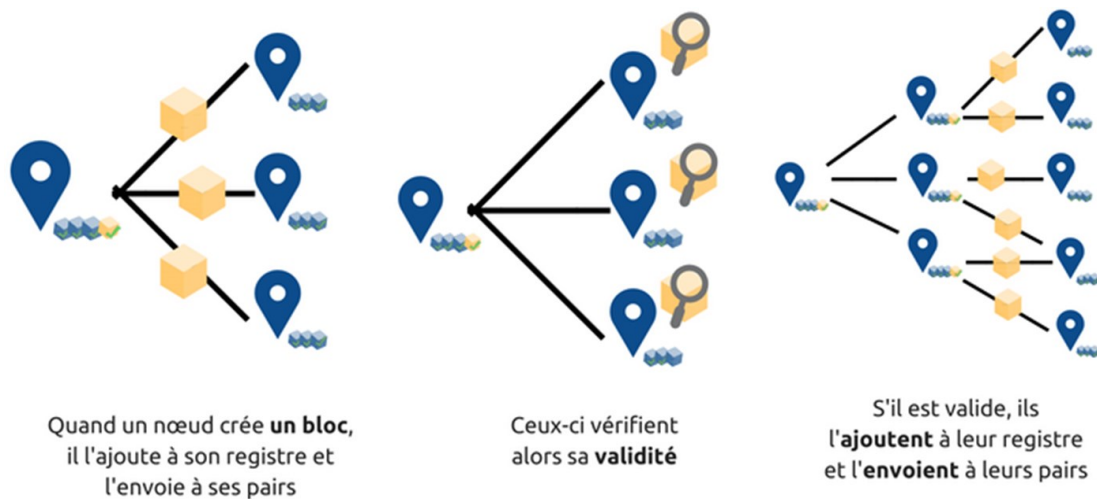 Quand un nœud crée un bloc,
il l'ajoute à son registre et
l'envoie à ses pairs
Ceux-ci vérifient
alors sa validité
S'il est valide, ils
l'ajoutent à leur registre
et l'envoient à leurs pairs